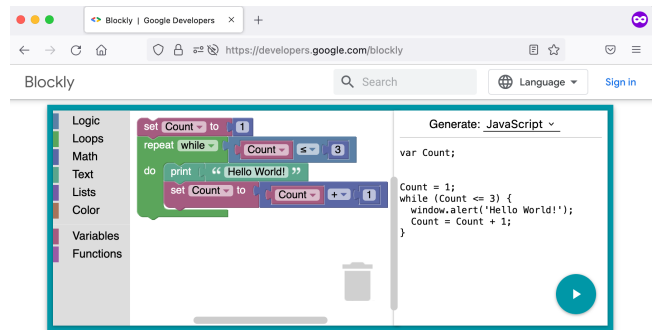 Blockly | Google Developers
https://developers.google.com/blockly
Blockly
Search
Language
Sign in
Logic
Loops
Math
Text
Lists
Color
Variables
Functions
set Count to 1
repeat while Count ≤ 3
do print “ Hello World! ”
set Count to Count + 1
Generate: JavaScript
var Count;
Count = 1;
while (Count <= 3) {
window.alert('Hello World!');
Count = Count + 1;
}